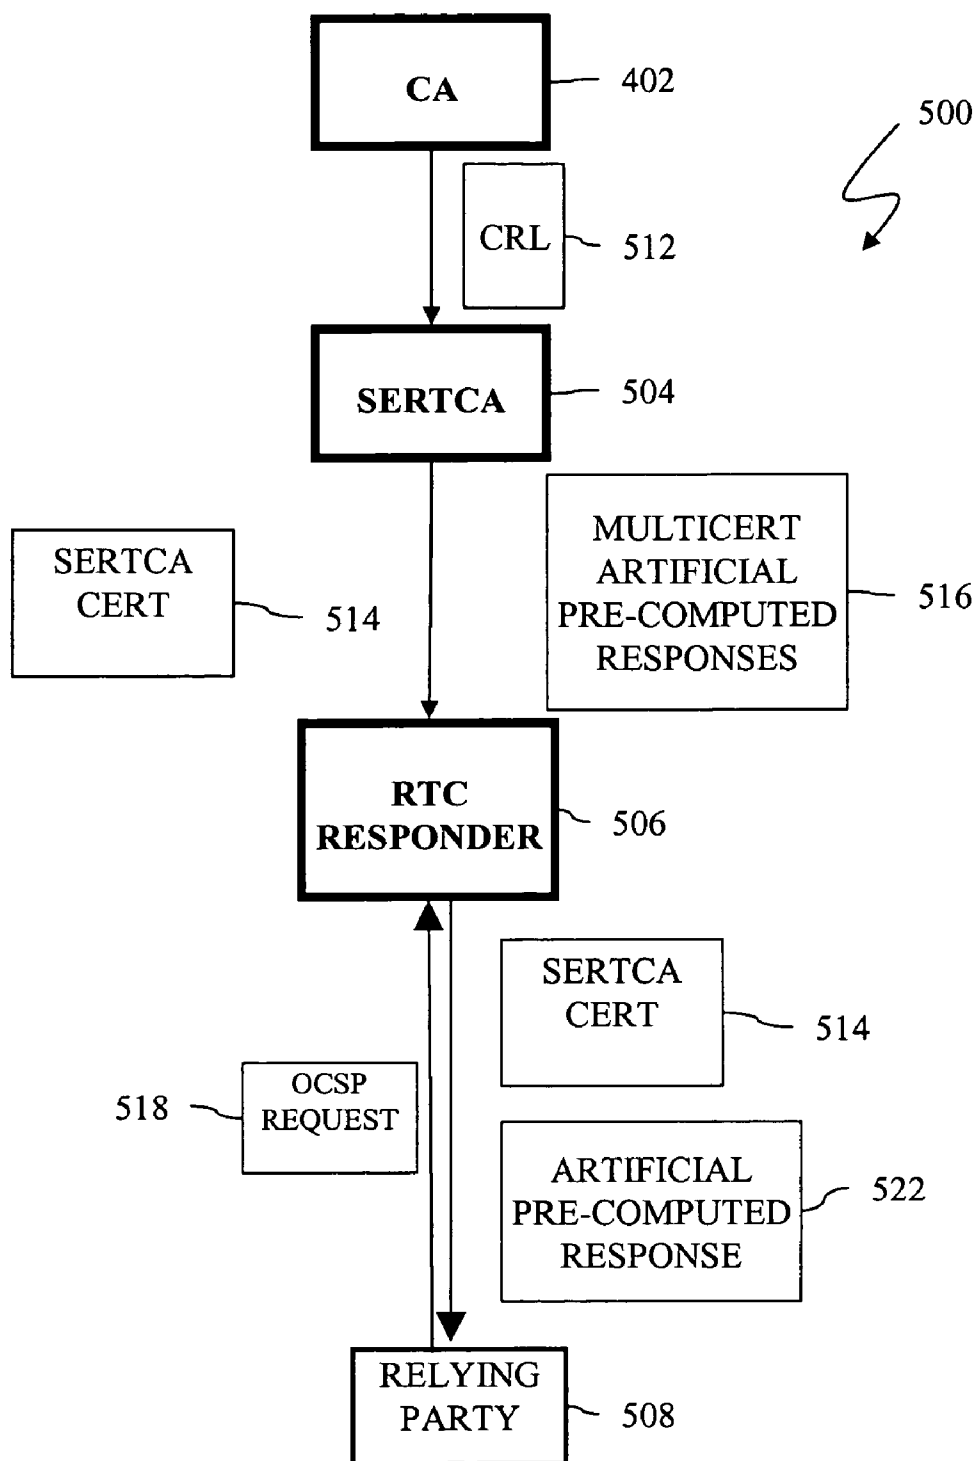 CA
402
500
CRL
512
SERTCA
504
SERTCA
CERT
514
MULTICERT
ARTIFICIAL
PRE-COMPUTED
RESPONSES
516
RTC
RESPONDER
506
SERTCA
CERT
514
OCSP
REQUEST
518
ARTIFICIAL
PRE-COMPUTED
RESPONSE
522
RELYING
PARTY
508